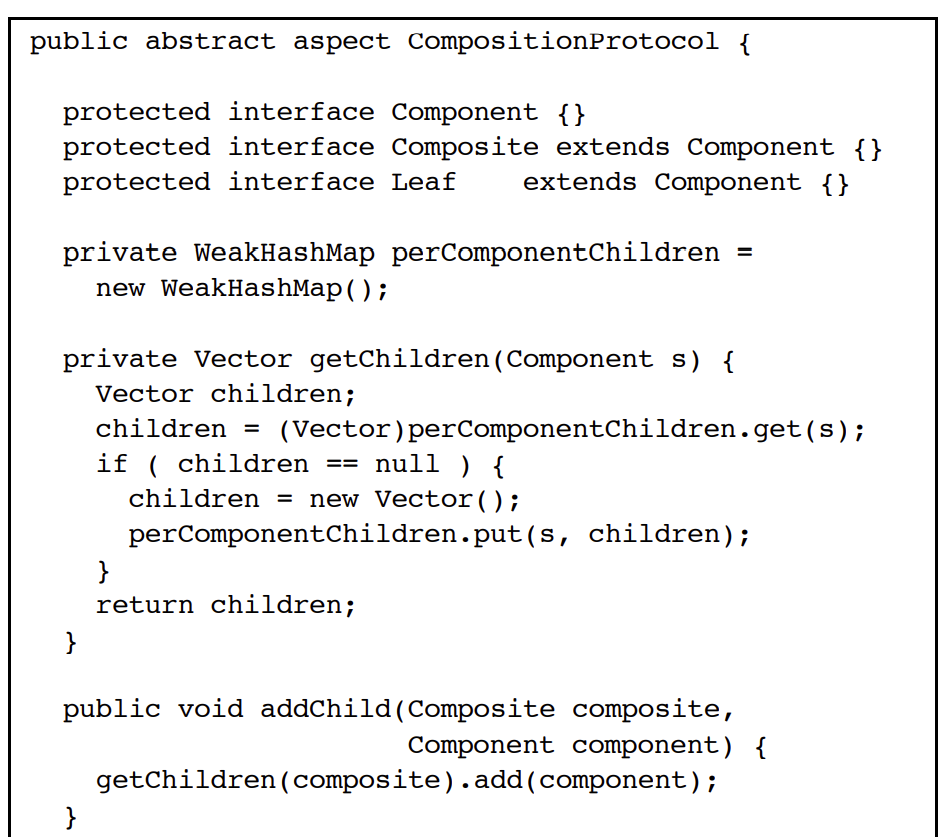 public abstract aspect CompositionProtocol {
protected interface Component {}
protected interface Composite extends Component {}
protected interface Leaf    extends Component {}
private WeakHashMap perComponentChildren =
new WeakHashMap();
private Vector getChildren(Component s) {
Vector children;
children = (Vector)perComponentChildren.get(s);
if ( children == null ) {
children = new Vector();
perComponentChildren.put(s, children);
}
return children;
}
public void addChild(Composite composite,
Component component) {
getChildren(composite).add(component);
}